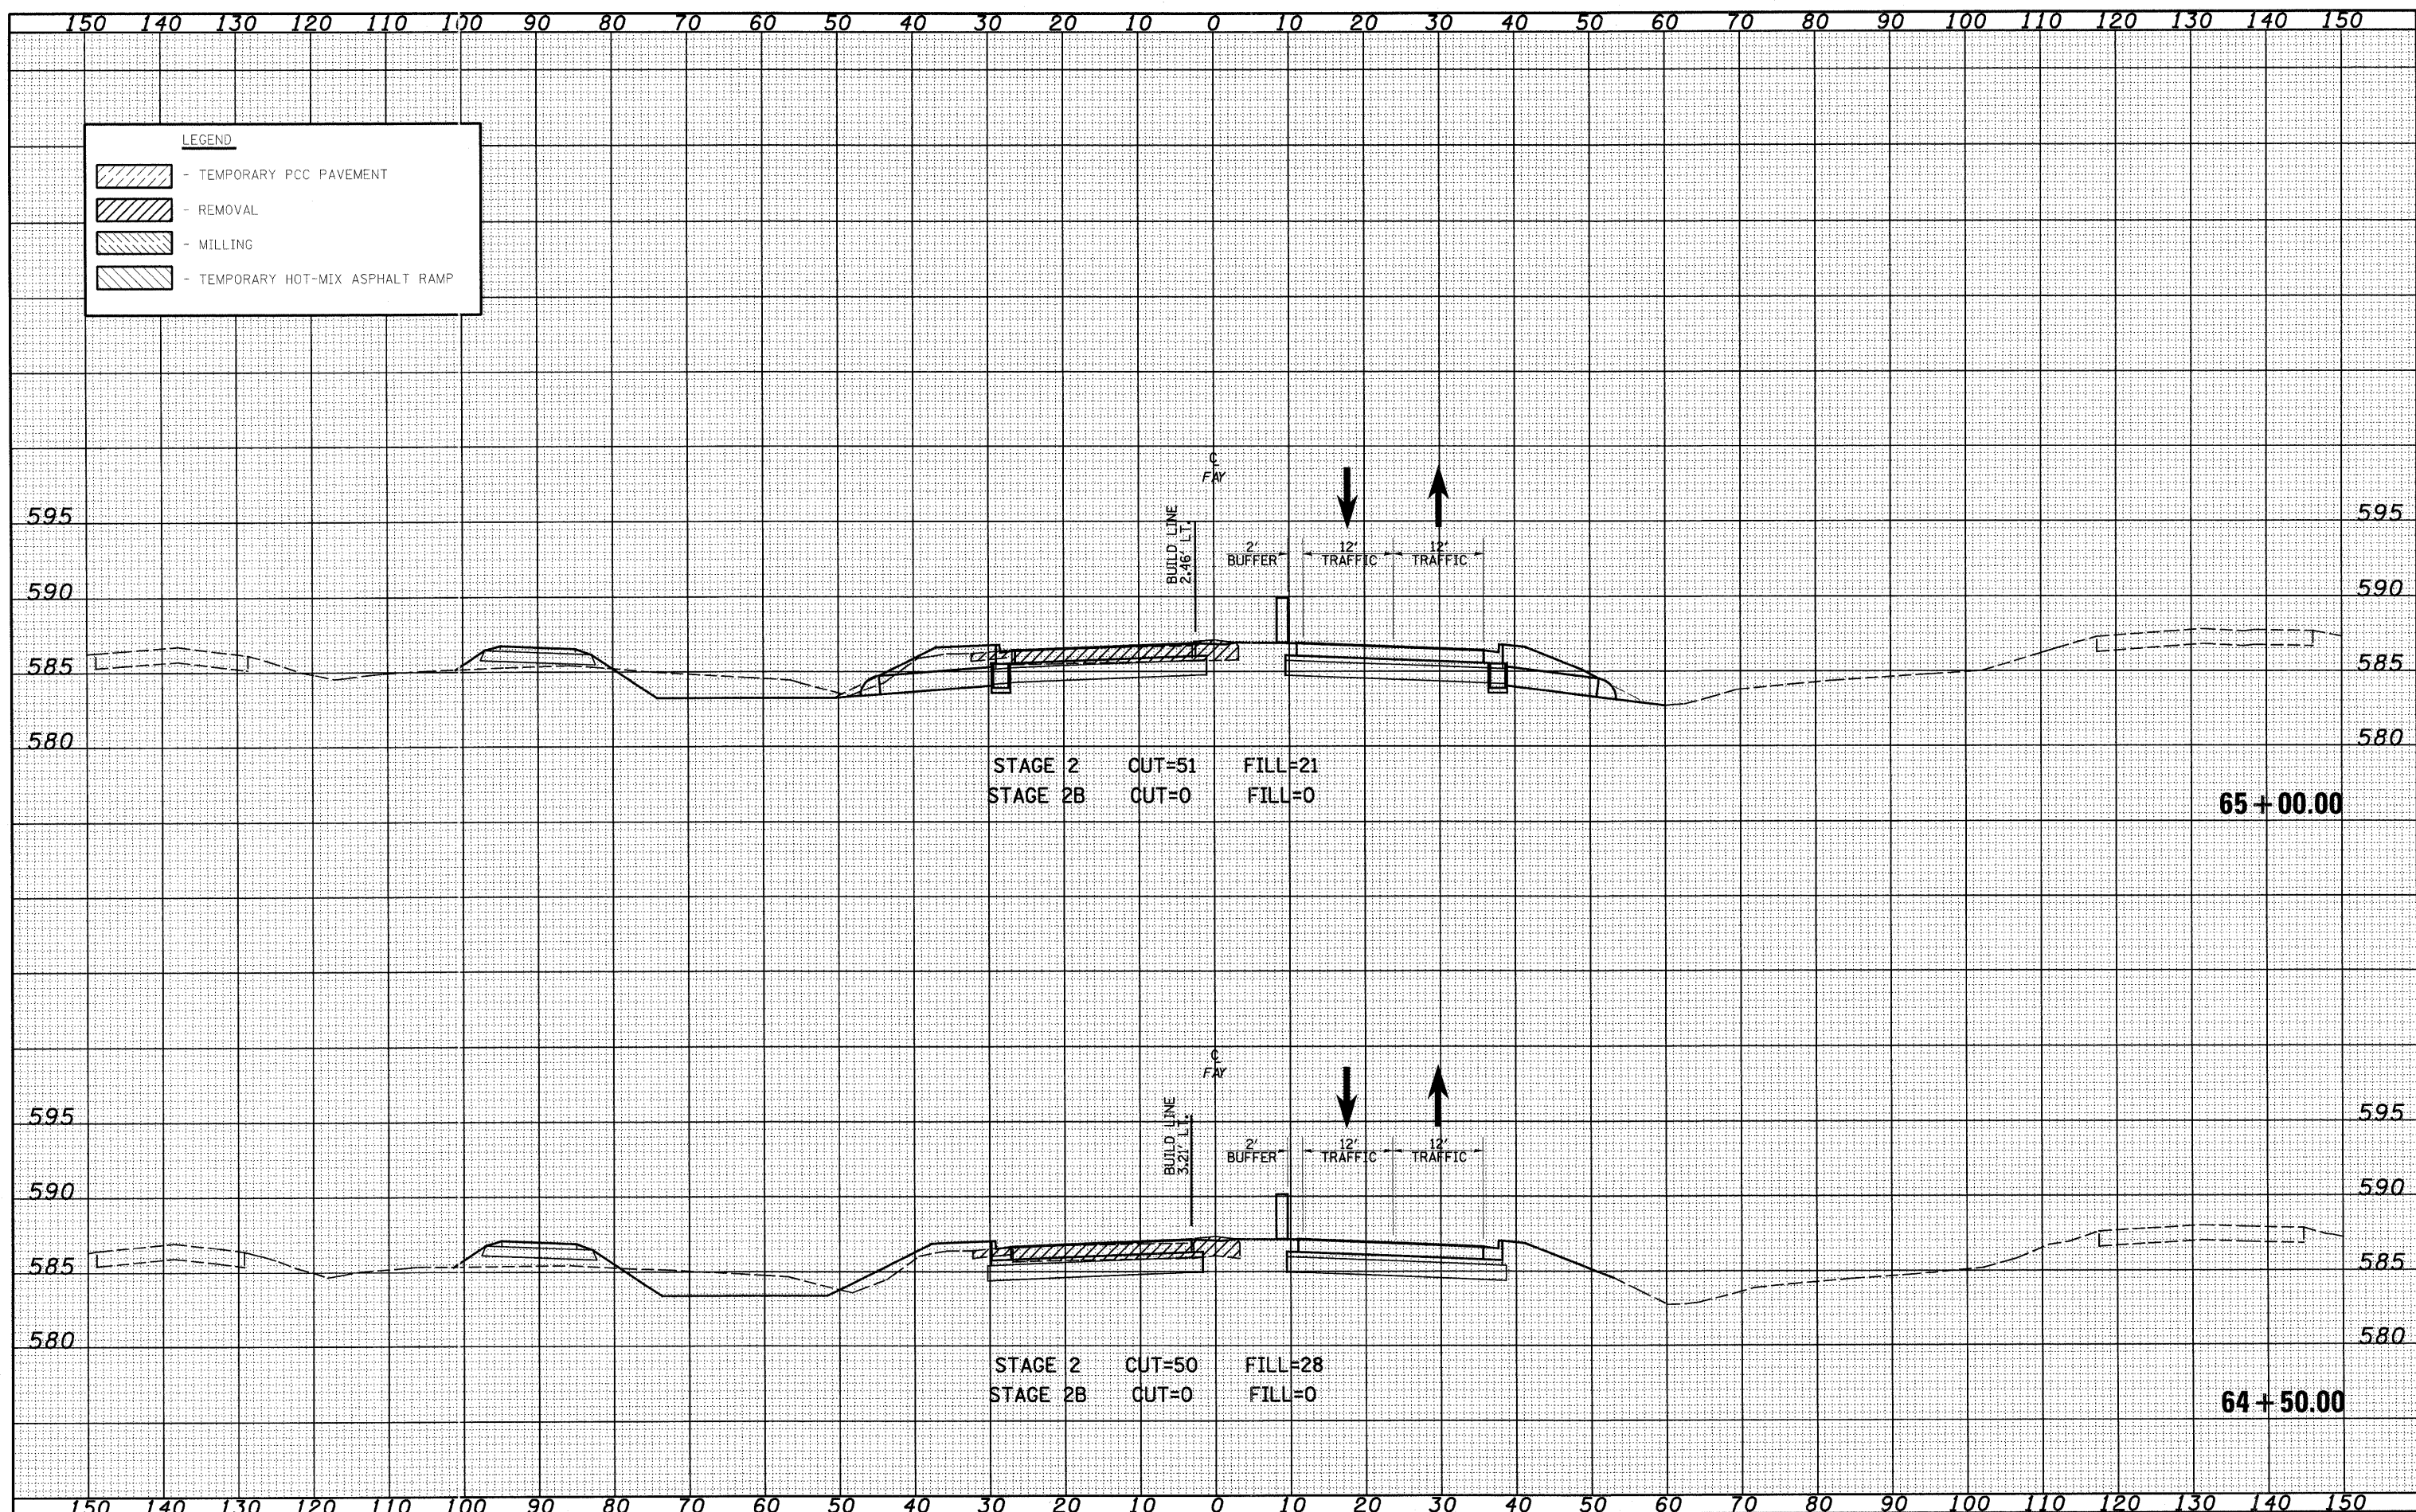 150 140 130 120 110 100 90 80 70 60 50 40 30 20 10 0 10 20 30 40 50 60 70 80 90 100 110 120 130 140 150
LEGEND
- TEMPORARY PCC PAVEMENT
- REMOVAL
- MILLING
- TEMPORARY HOT-MIX ASPHALT RAMP
℄
FAY
595 595
BUILD LINE
2.46' LT.
2' 12' 12'
BUFFER TRAFFIC TRAFFIC
590 590
585 585
580 580
STAGE 2 CUT=51 FILL=21
STAGE 2B CUT=0 FILL=0
65+00.00
℄
FAY
595 595
BUILD LINE
3.21' LT.
2' 12' 12'
BUFFER TRAFFIC TRAFFIC
590 590
585 585
580 580
STAGE 2 CUT=50 FILL=28
STAGE 2B CUT=0 FILL=0
64+50.00
150 140 130 120 110 100 90 80 70 60 50 40 30 20 10 0 10 20 30 40 50 60 70 80 90 100 110 120 130 140 150